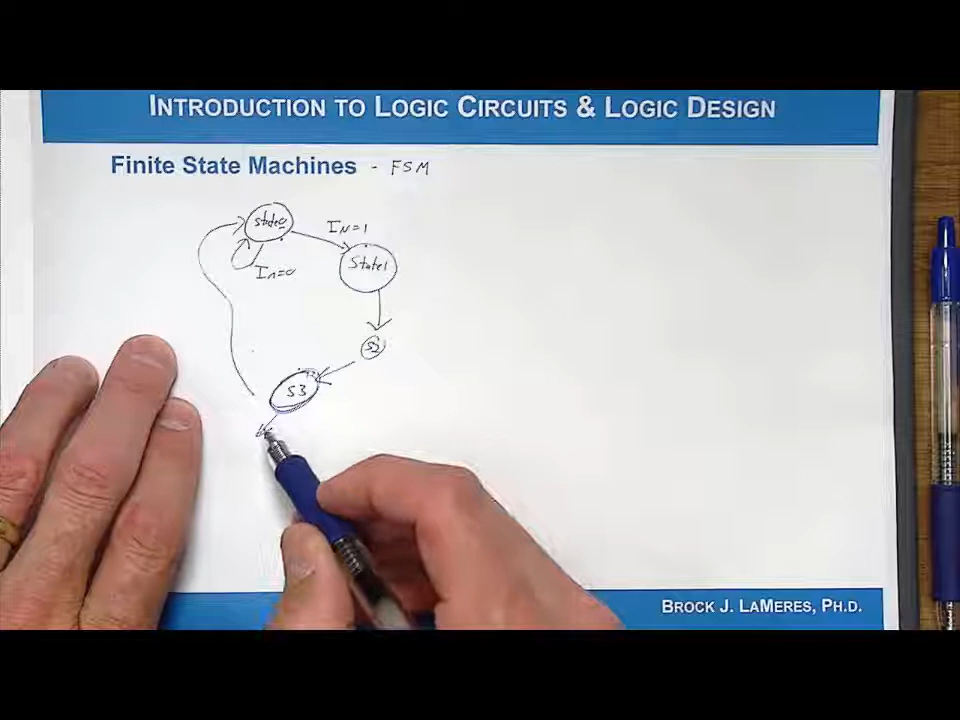 INTRODUCTION TO LOGIC CIRCUITS & LOGIC DESIGN
Finite State Machines - FSM
State0
IN=1
State1
In=0
S2
S3
BROCK J. LAMERES, PH.D.